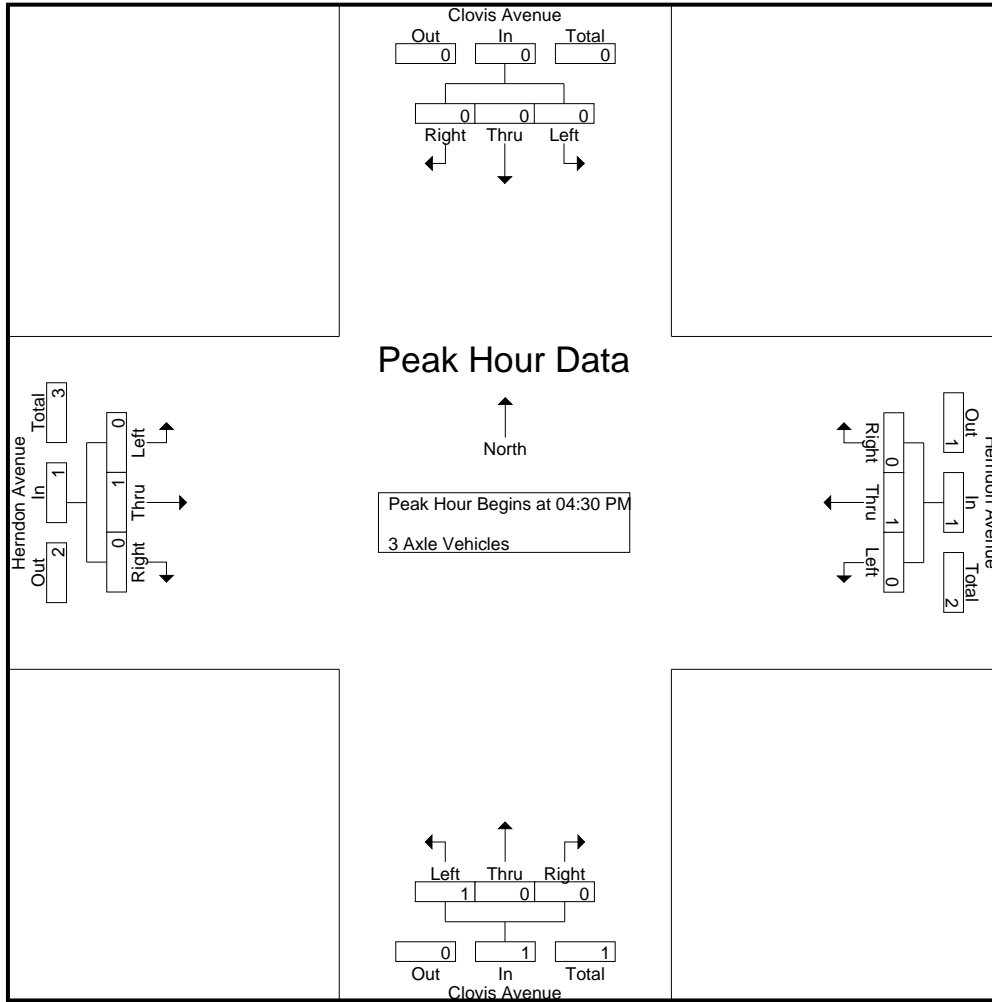 Clovis Avenue
Out In Total
0 0 0
0 0 0
Right Thru Left
Peak Hour Data
North
Peak Hour Begins at 04:30 PM
3 Axle Vehicles
Herndon Avenue
Out In Total
2 1 3
0 1 0
Right Thru Left
Herndon Avenue
Out In Total
1 1 2
0 1 0
Right Thru Left
Left Thru Right
1 0 0
0 1 1
Out In Total
Clovis Avenue